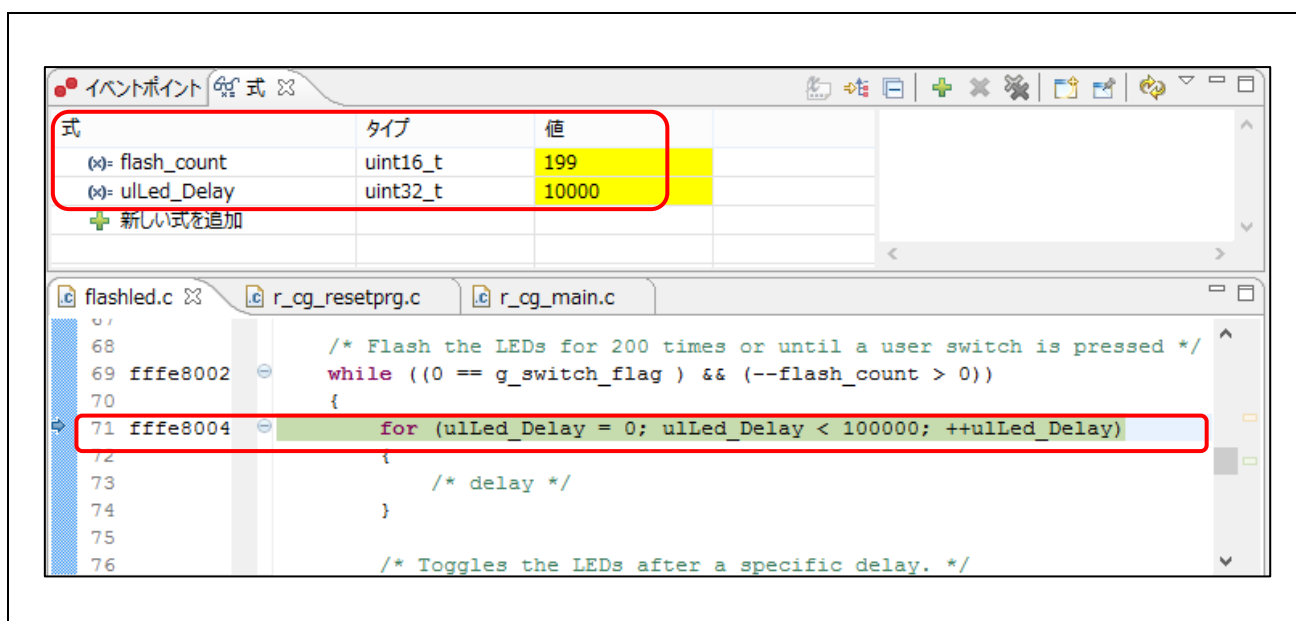 イベントポイント 式
式 タイプ 値
(x)= flash_count uint16_t 199
(x)= ulLed_Delay uint32_t 10000
新しい式を追加
flashled.c r_cg_resetprg.c r_cg_main.c
67
68 /* Flash the LEDs for 200 times or until a user switch is pressed */
69 fffe8002 while ((0 == g_switch_flag ) && (--flash_count > 0))
70 {
71 fffe8004 for (ulLed_Delay = 0; ulLed_Delay < 100000; ++ulLed_Delay)
72 {
73 /* delay */
74 }
75
76 /* Toggles the LEDs after a specific delay. */